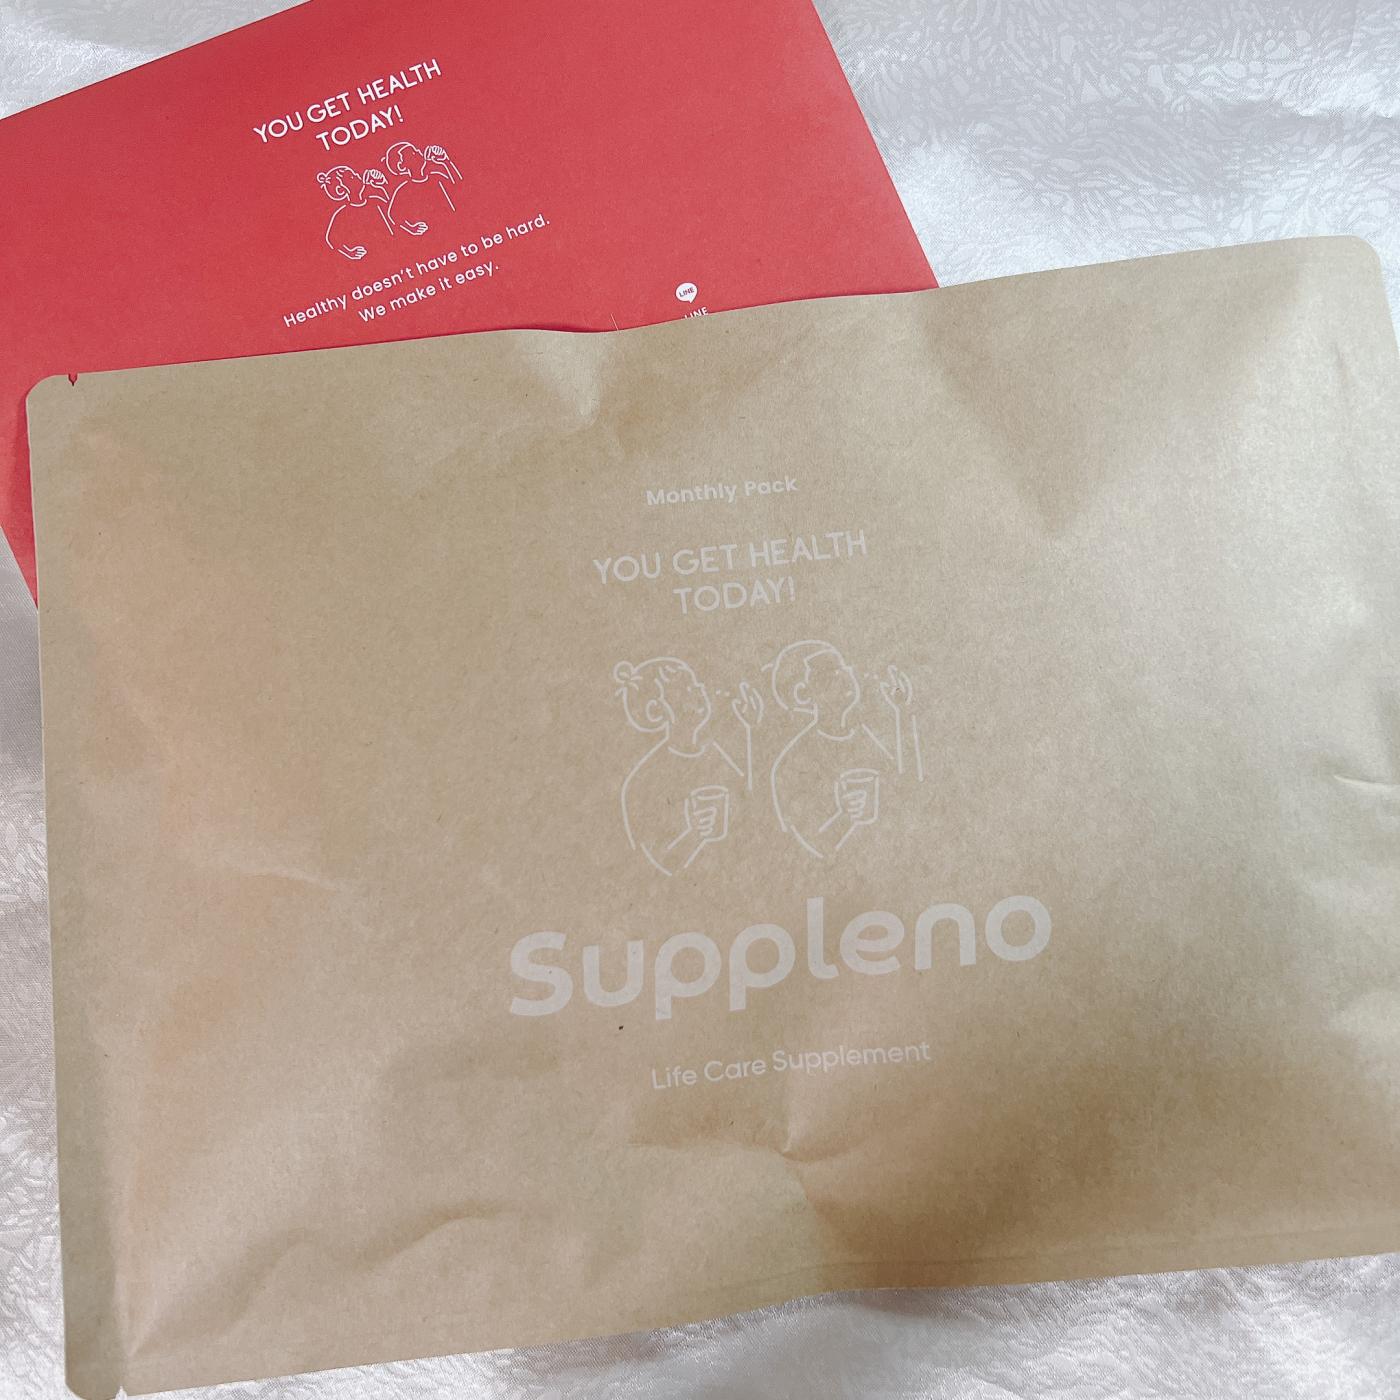 YOU GET HEALTH
TODAY!
Healthy doesn't have to be hard.
We make it easy.
LINE
LINE
Monthly Pack
YOU GET HEALTH
TODAY!
Suppleno
Life Care Supplement